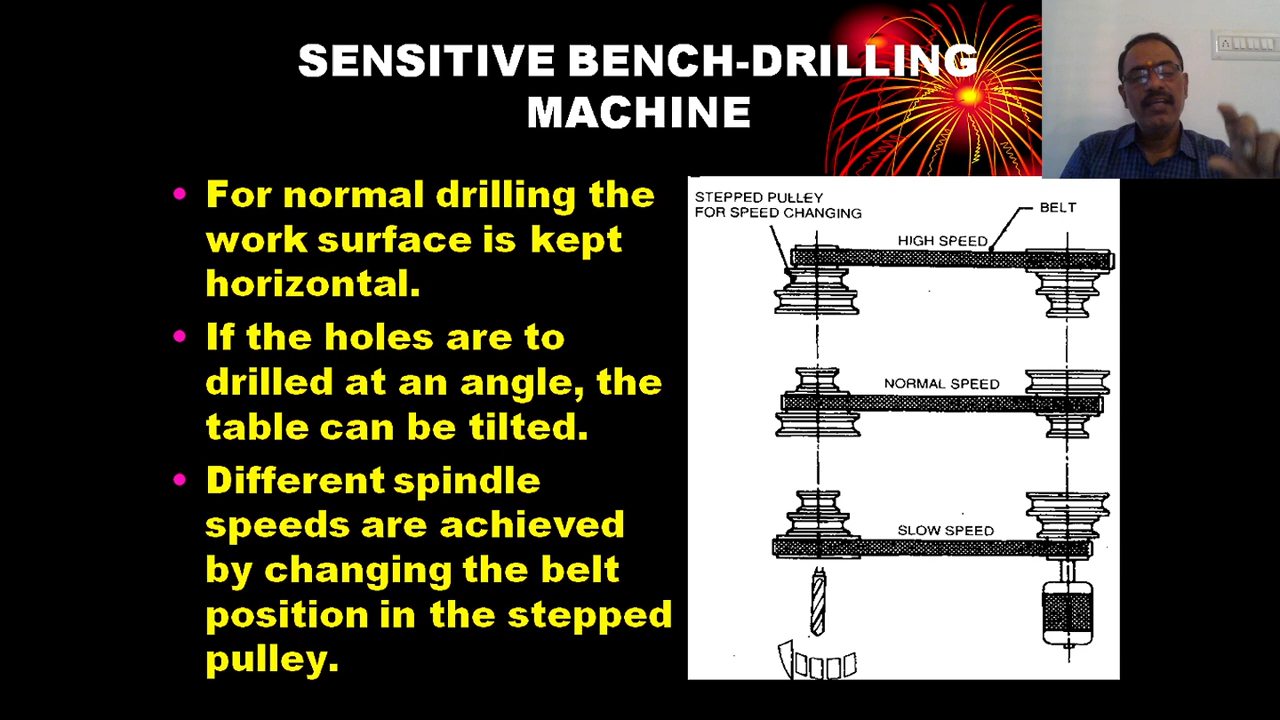 SENSITIVE BENCH-DRILLING
MACHINE
• For normal drilling the
work surface is kept
horizontal.
• If the holes are to
drilled at an angle, the
table can be tilted.
• Different spindle
speeds are achieved
by changing the belt
position in the stepped
pulley.
STEPPED PULLEY
FOR SPEED CHANGING
BELT
HIGH SPEED
NORMAL SPEED
SLOW SPEED